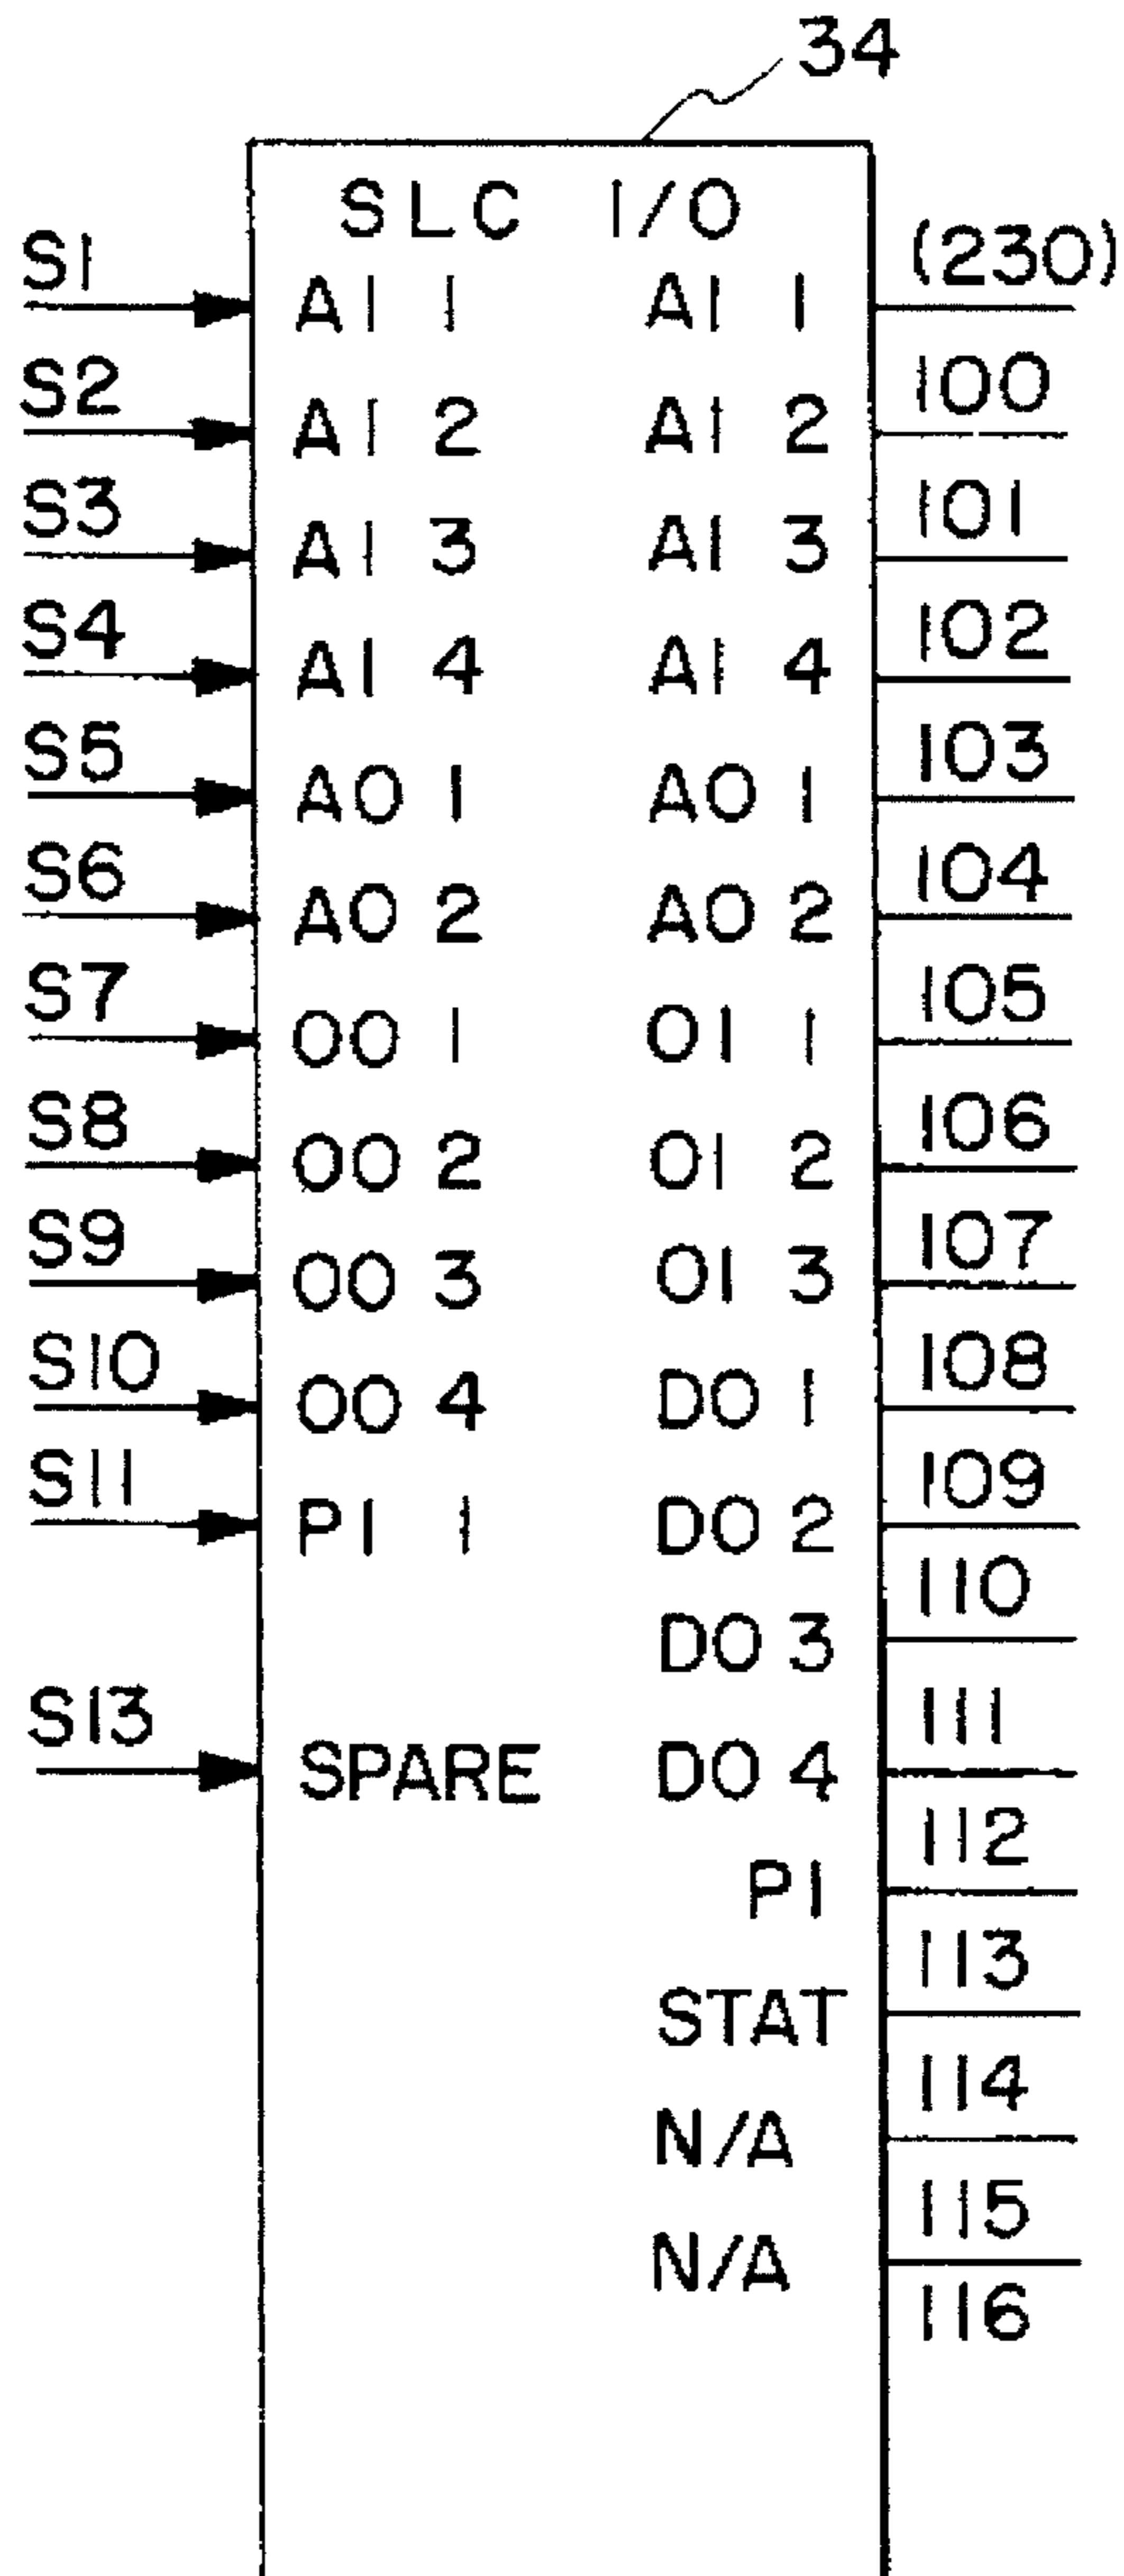 34
SLC I/O
S1 AI 1 AI 1 (230)
S2 AI 2 AI 2 100
S3 AI 3 AI 3 101
S4 AI 4 AI 4 102
S5 AO 1 AO 1 103
S6 AO 2 AO 2 104
S7 OO 1 OI 1 105
S8 OO 2 OI 2 106
S9 OO 3 OI 3 107
S10 OO 4 DO 1 108
S11 PI 1 DO 2 109
DO 3 110
S13 SPARE DO 4 111
PI 112
STAT 113
N/A 114
N/A 115
116